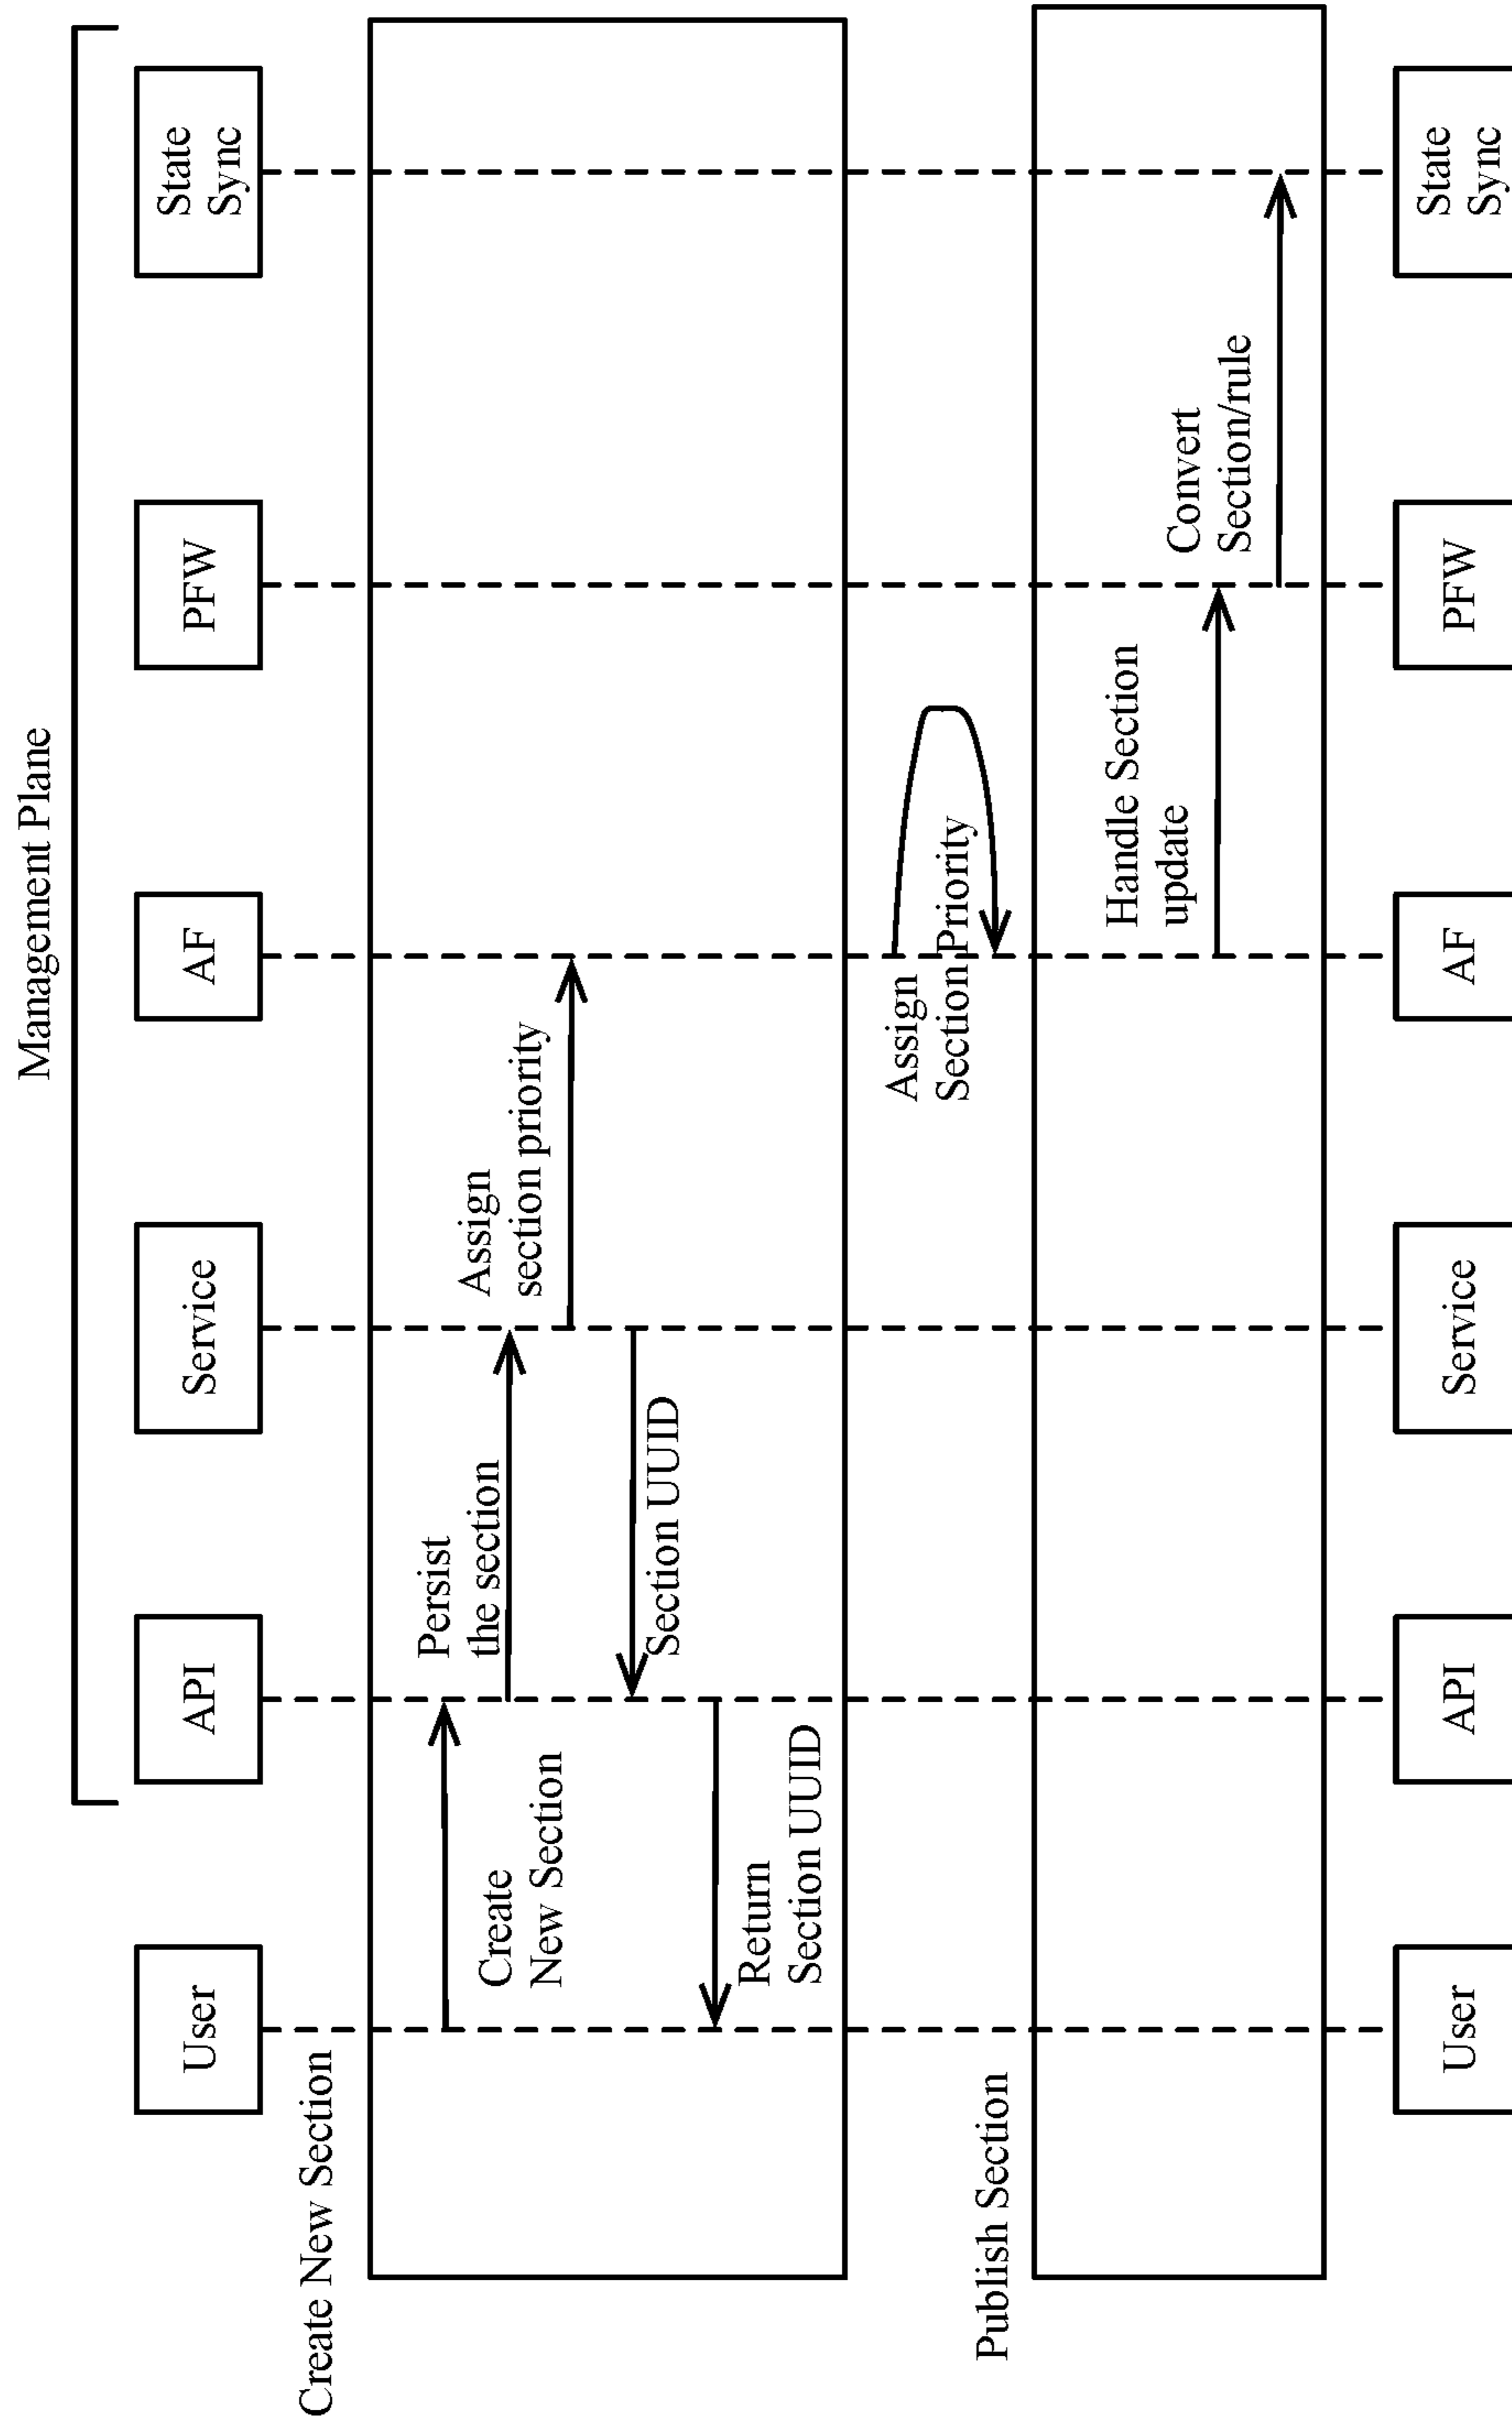 Management Plane
User
API
Service
AF
PFW
State
Sync
Create New Section
Create
New Section
Persist
the section
Assign
section priority
Section UUID
Return
Section UUID
Assign
Section Priority
Publish Section
Handle Section
update
Convert
Section/rule
User
API
Service
AF
PFW
State
Sync